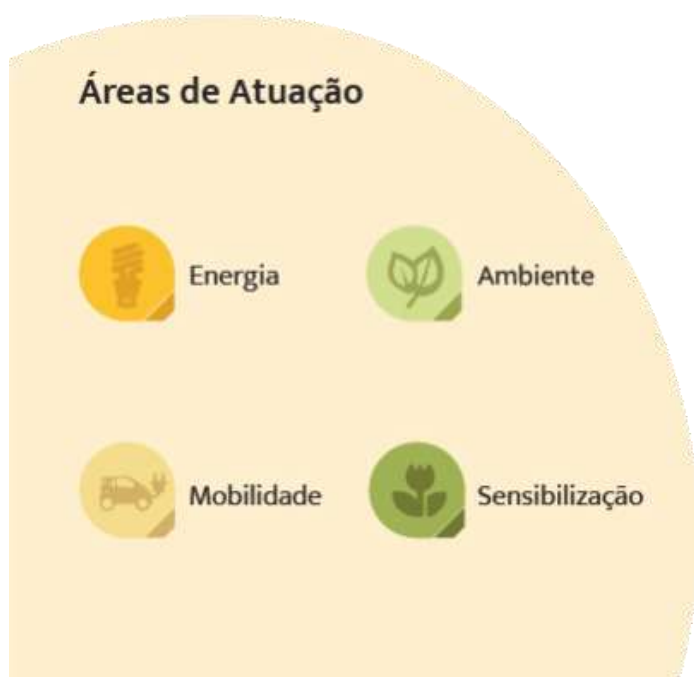 Áreas de Atuação
Energia
Ambiente
Mobilidade
Sensibilização